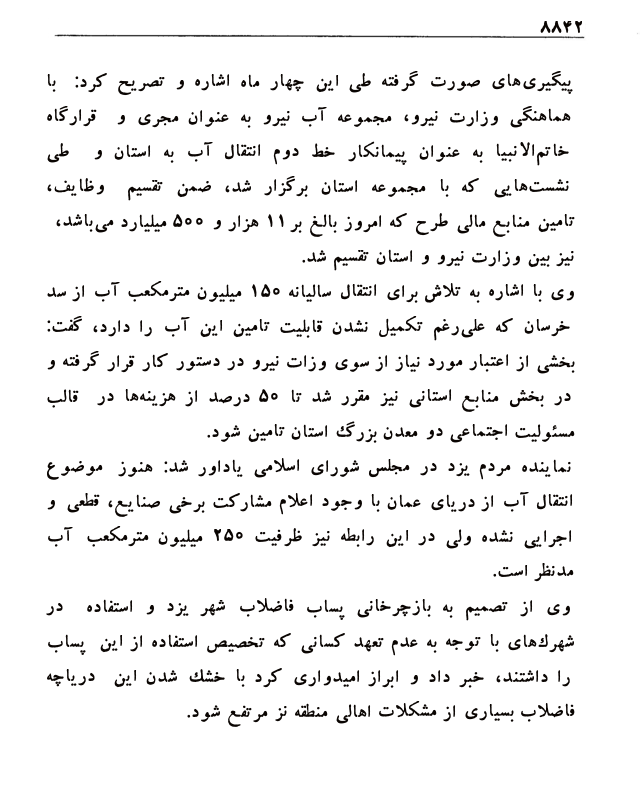 ۸۸۴۲
پیگیری‌های صورت گرفته طی این چهار ماه اشاره و تصریح کرد: با
هماهنگی وزارت نیرو، مجموعه آب نیرو به عنوان مجری و قرارگاه
خاتم‌الانبیا به عنوان پیمانکار خط دوم انتقال آب به استان و طی
نشست‌هایی که با مجموعه استان برگزار شد، ضمن تقسیم وظایف،
تامین منابع مالی طرح که امروز بالغ بر ۱۱ هزار و ۵۰۰ میلیارد می‌باشد،
نیز بین وزارت نیرو و استان تقسیم شد.
وی با اشاره به تلاش برای انتقال سالیانه ۱۵۰ میلیون مترمکعب آب از سد
خرسان که علی‌رغم تکمیل نشدن قابلیت تامین این آب را دارد، گفت:
بخشی از اعتبار مورد نیاز از سوی وزات نیرو در دستور کار قرار گرفته و
در بخش منابع استانی نیز مقرر شد تا ۵۰ درصد از هزینه‌ها در قالب
مسئولیت اجتماعی دو معدن بزرگ استان تامین شود.
نماینده مردم یزد در مجلس شورای اسلامی یاداور شد: هنوز موضوع
انتقال آب از دریای عمان با وجود اعلام مشارکت برخی صنایع، قطعی و
اجرایی نشده ولی در این رابطه نیز ظرفیت ۲۵۰ میلیون مترمکعب آب
مدنظر است.
وی از تصمیم به بازچرخانی پساب فاضلاب شهر یزد و استفاده در
شهرک‌های با توجه به عدم تعهد کسانی که تخصیص استفاده از این پساب
را داشتند، خبر داد و ابراز امیدواری کرد با خشک شدن این دریاچه
فاضلاب بسیاری از مشکلات اهالی منطقه نز مرتفع شود.